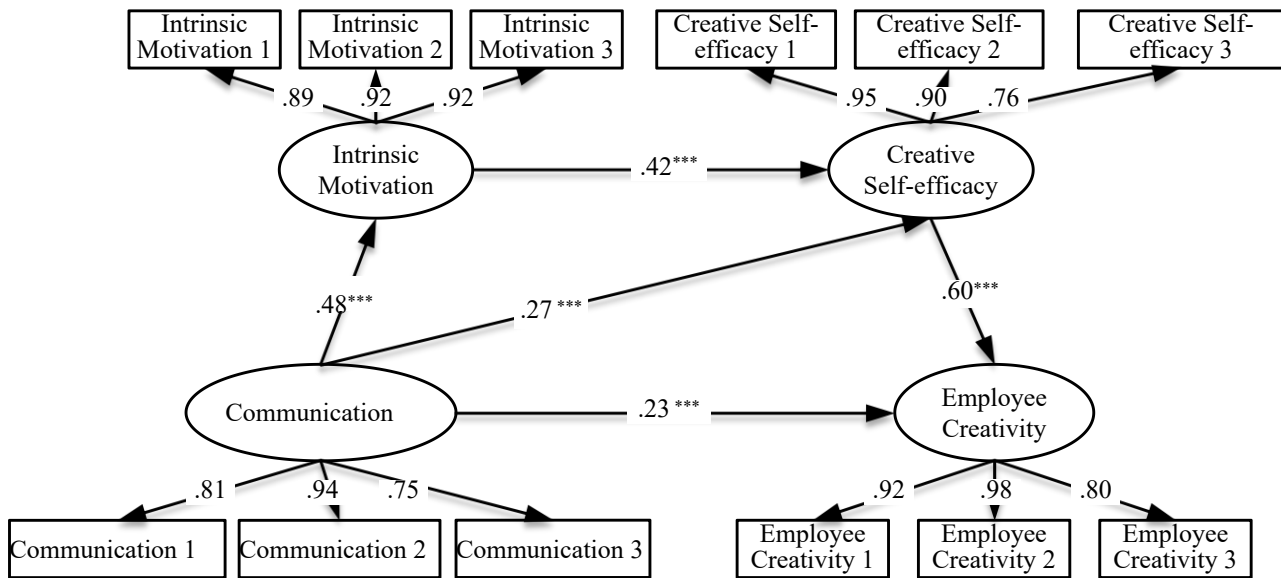 Intrinsic
Motivation 1
Intrinsic
Motivation 2
Intrinsic
Motivation 3
Creative Self-
efficacy 1
Creative Self-
efficacy 2
Creative Self-
efficacy 3
.89
.92
.92
.95
.90
.76
Intrinsic
Motivation
.42***
Creative
Self-efficacy
.48***
.27 ***
.60***
Communication
.23 ***
Employee
Creativity
.81
.94
.75
.92
.98
.80
Communication 1
Communication 2
Communication 3
Employee
Creativity 1
Employee
Creativity 2
Employee
Creativity 3